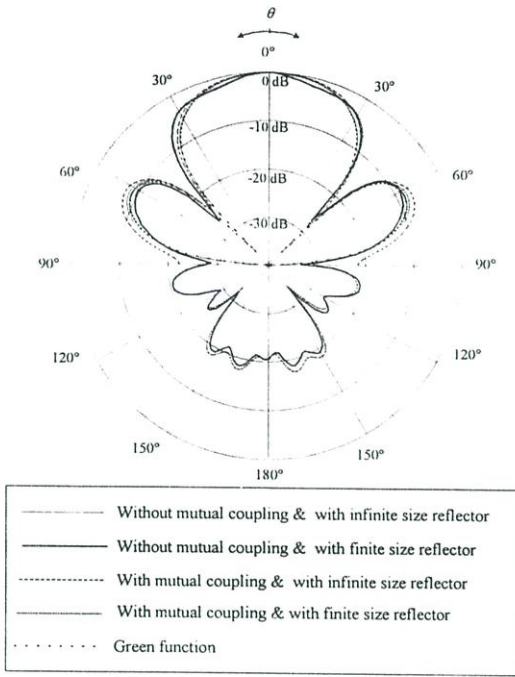 θ
0°
30° 30°
0 dB
-10 dB
60° 60°
-20 dB
-30 dB
90° 90°
120° 120°
150° 150°
180°
Without mutual coupling & with infinite size reflector
Without mutual coupling & with finite size reflector
With mutual coupling & with infinite size reflector
With mutual coupling & with finite size reflector
Green function